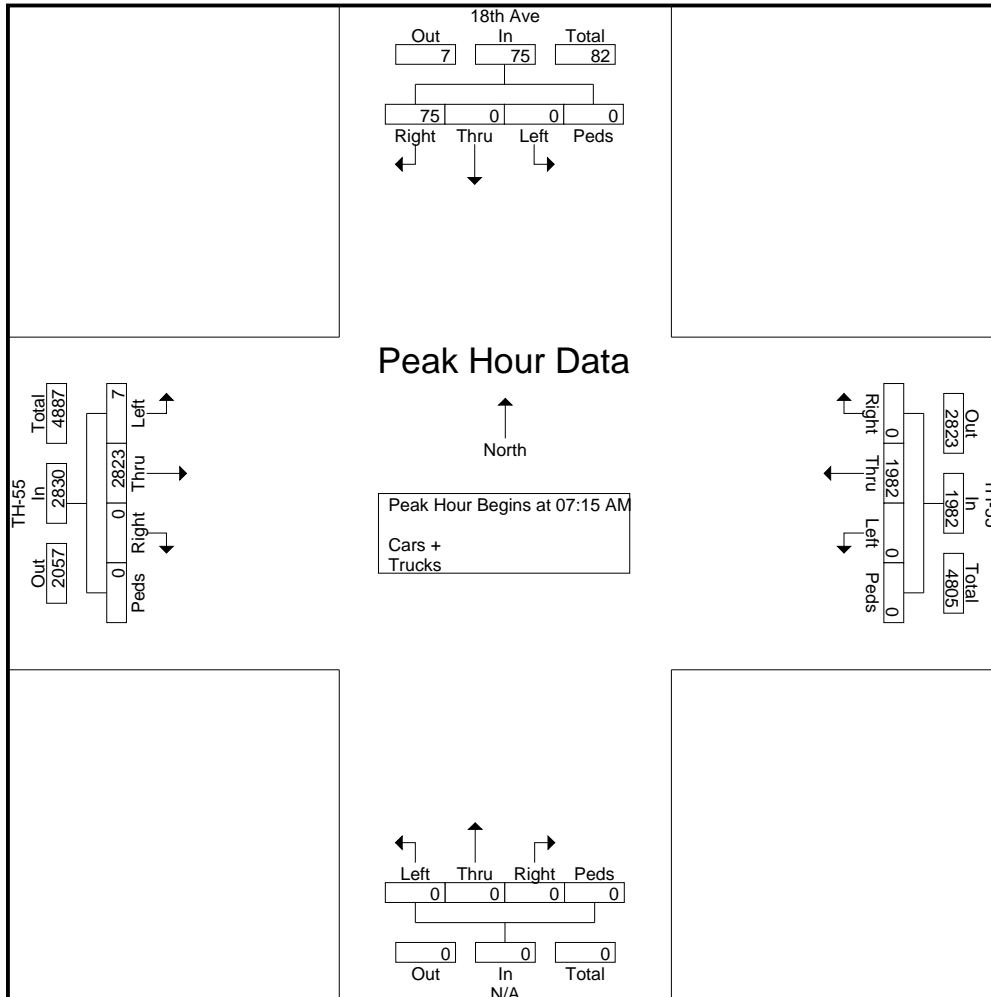 18th Ave
Out In Total
7 75 82
75 0 0 0
Right Thru Left Peds
Peak Hour Data
North
Peak Hour Begins at 07:15 AM
Cars +
Trucks
TH-55
Out In Total
2057 2830 4887
7 2823 0 0
Left Thru Right Peds
Out In Total
2823 1982 4805
0 1982 0 0
Right Thru Left Peds
Left Thru Right Peds
0 0 0 0
0 0 0
Out In Total
N/A